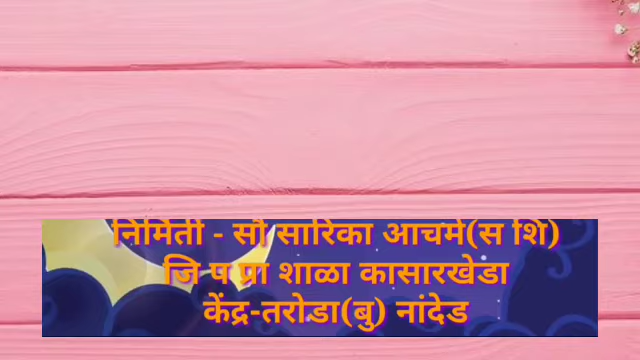 निर्मिती - सौ सारिका आचमे(स शि)
जि प प्रा शाळा कासारखेडा
केंद्र-तरोडा(बु) नांदेड